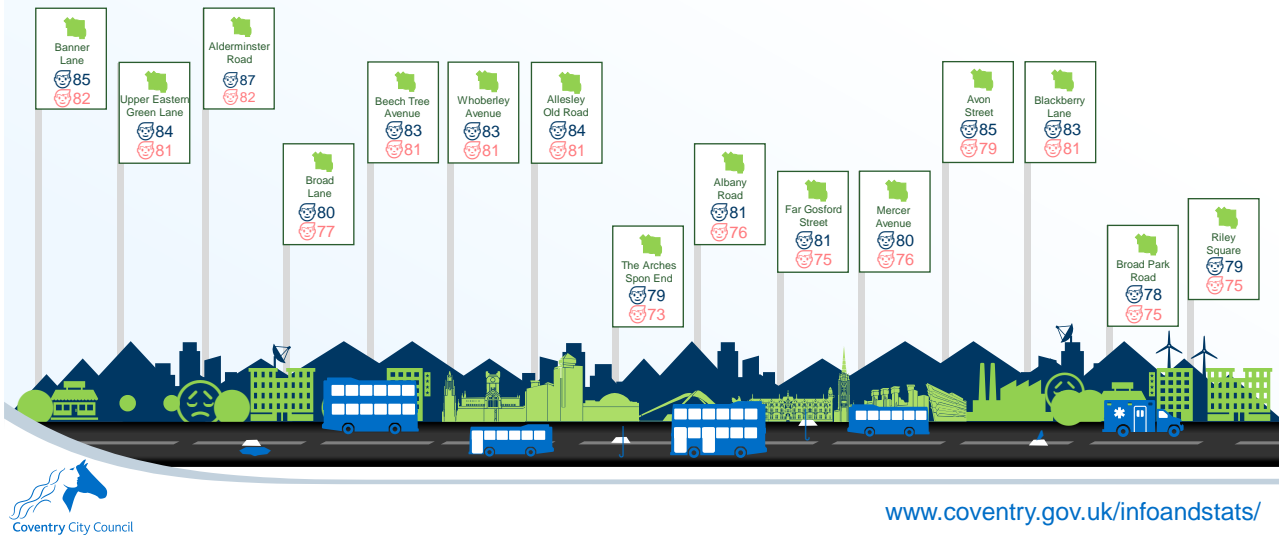 Banner
Lane
85
82
Upper Eastern
Green Lane
84
81
Alderminster
Road
87
82
Broad
Lane
80
77
Beech Tree
Avenue
83
81
Whoberley
Avenue
83
81
Allesley
Old Road
84
81
The Arches
Spon End
79
73
Albany
Road
81
76
Far Gosford
Street
81
75
Mercer
Avenue
80
76
Avon
Street
85
79
Blackberry
Lane
83
81
Broad Park
Road
78
75
Riley
Square
79
75
Coventry City Council
www.coventry.gov.uk/infoandstats/